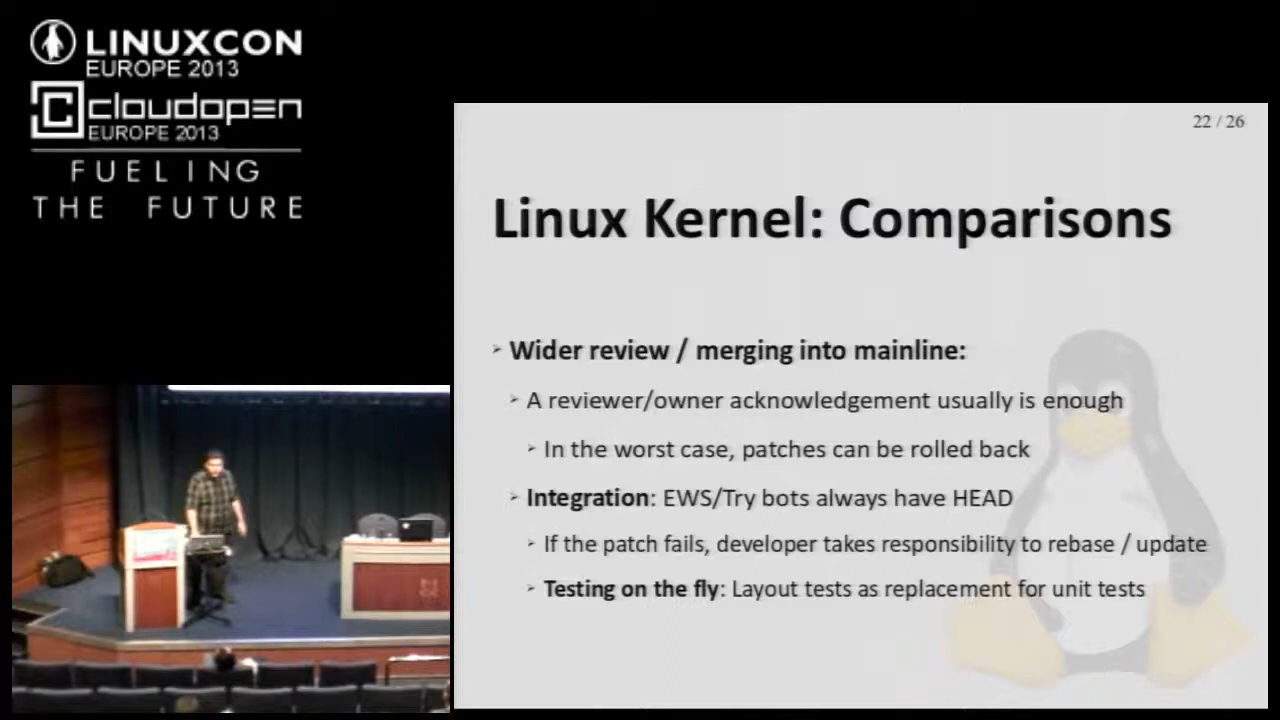 LINUXCON
EUROPE 2013
cloudopen
EUROPE 2013
FUELING
THE FUTURE
22 / 26
Linux Kernel: Comparisons
Wider review / merging into mainline:
A reviewer/owner acknowledgement usually is enough
In the worst case, patches can be rolled back
Integration: EWS/Try bots always have HEAD
If the patch fails, developer takes responsibility to rebase / update
Testing on the fly: Layout tests as replacement for unit tests